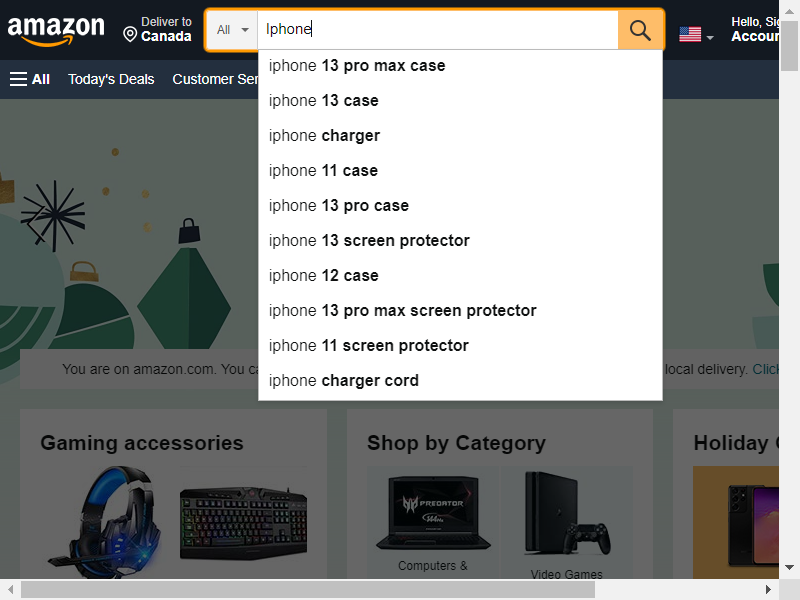 amazon
Deliver to
Canada
All
Iphone
Hello, Sig
Accoun
All
Today's Deals
Customer Ser
iphone 13 pro max case
iphone 13 case
iphone charger
iphone 11 case
iphone 13 pro case
iphone 13 screen protector
iphone 12 case
iphone 13 pro max screen protector
iphone 11 screen protector
iphone charger cord
You are on amazon.com. You ca
local delivery. Click
Gaming accessories
Shop by Category
Holiday
PREDATOR
Computers &
Video Games